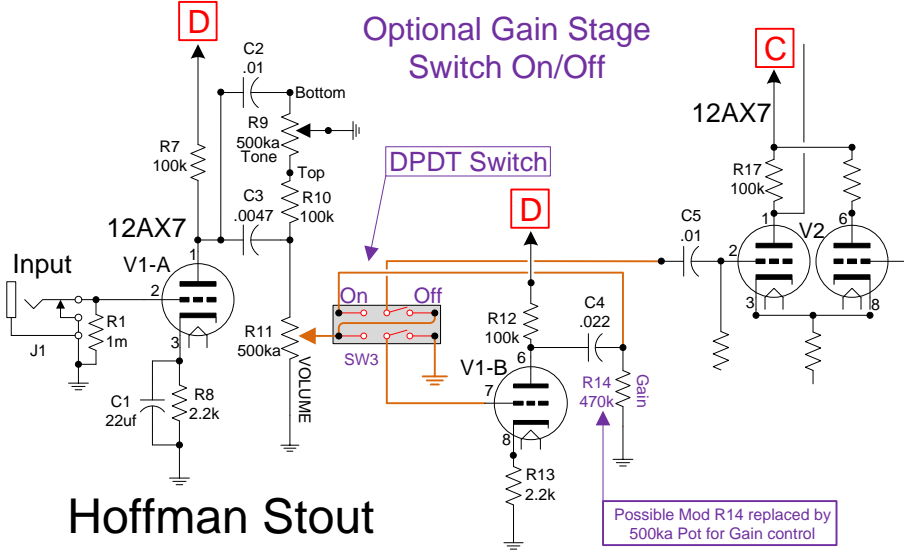 Optional Gain Stage
Switch On/Off
D
C2
.01
Bottom
R9
500ka
Tone
Top
R7
100k
C3
.0047
R10
100k
12AX7
V1-A
1
2
3
Input
J1
R1
1m
C1
22uf
R8
2.2k
R11
500ka
VOLUME
DPDT Switch
On
Off
SW3
D
R12
100k
C4
.022
V1-B
6
7
8
R14
470k
Gain
R13
2.2k
Possible Mod R14 replaced by
500ka Pot for Gain control
C
12AX7
R17
100k
C5
.01
1
2
3
V2
6
8
Hoffman Stout